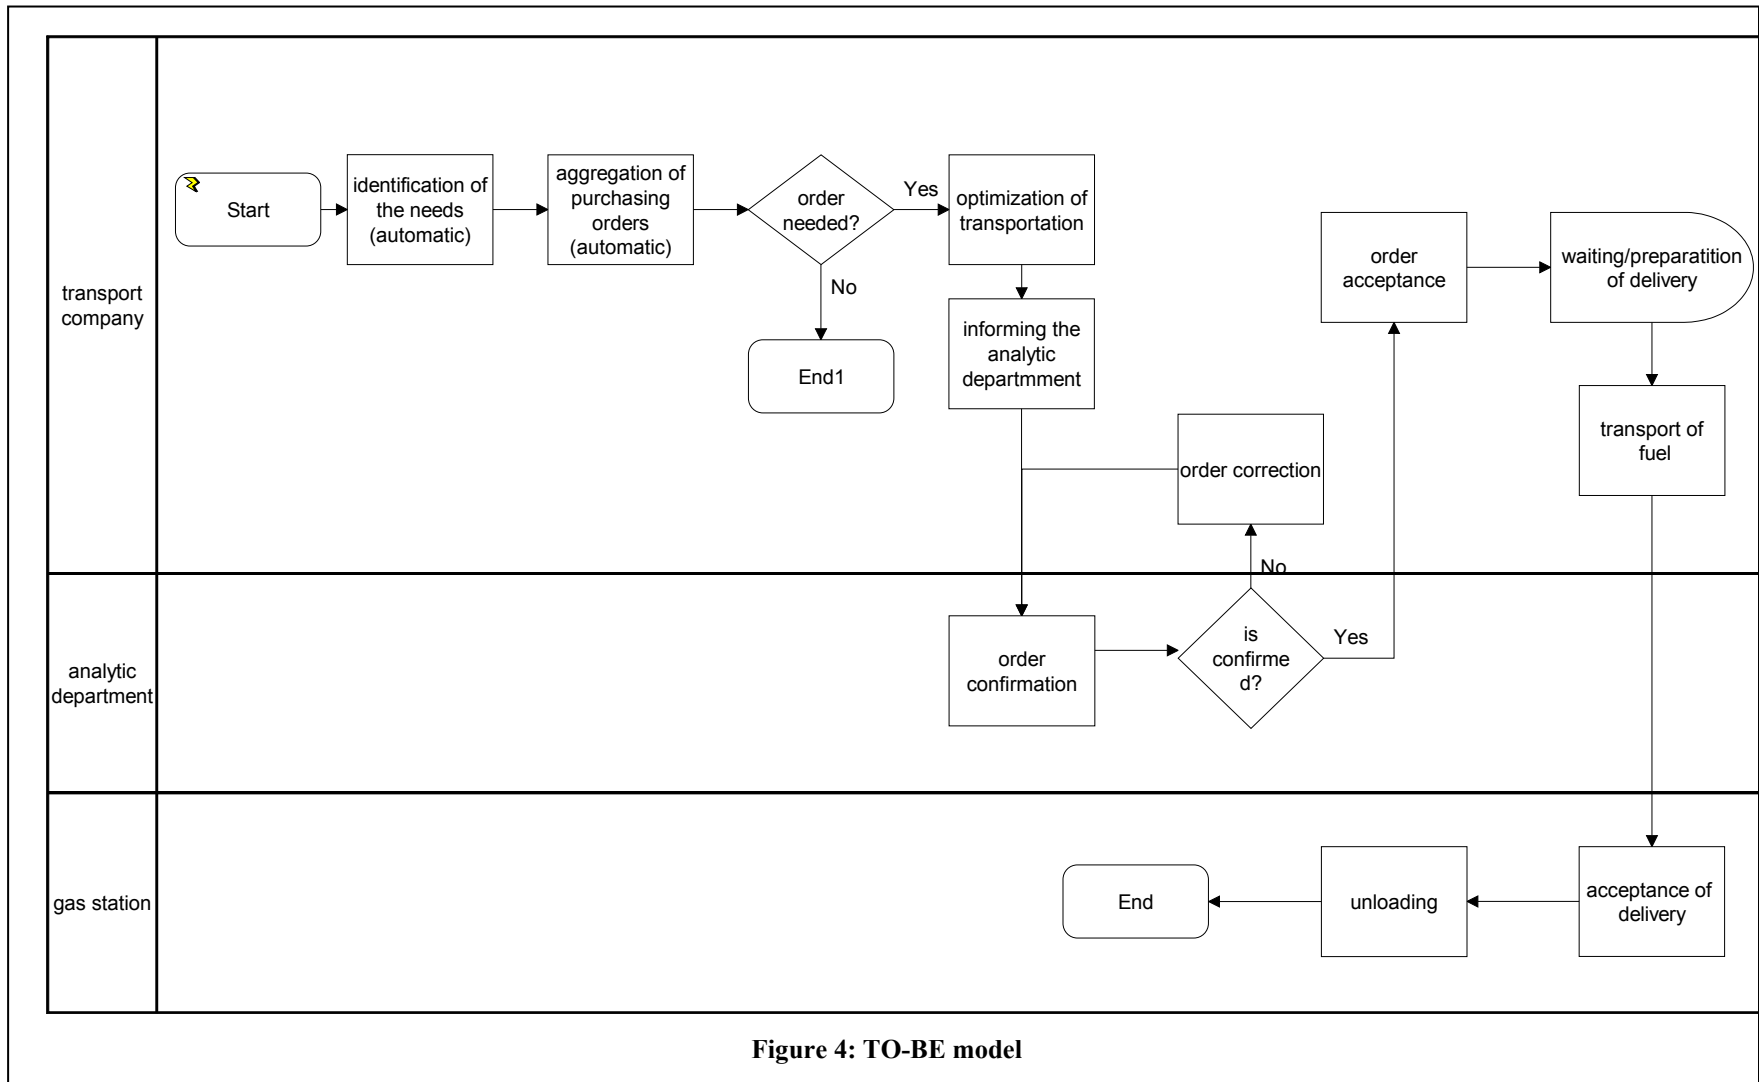 transport
company
Start
identification of
the needs
(automatic)
aggregation of
purchasing
orders
(automatic)
order
needed?
Yes
No
End1
optimization of
transportation
informing the
analytic
departmment
order correction
No
order
acceptance
waiting/preparatition
of delivery
transport of
fuel
analytic
department
order
confirmation
is
confirme
d?
Yes
gas station
End
unloading
acceptance of
delivery
Figure 4: TO-BE model